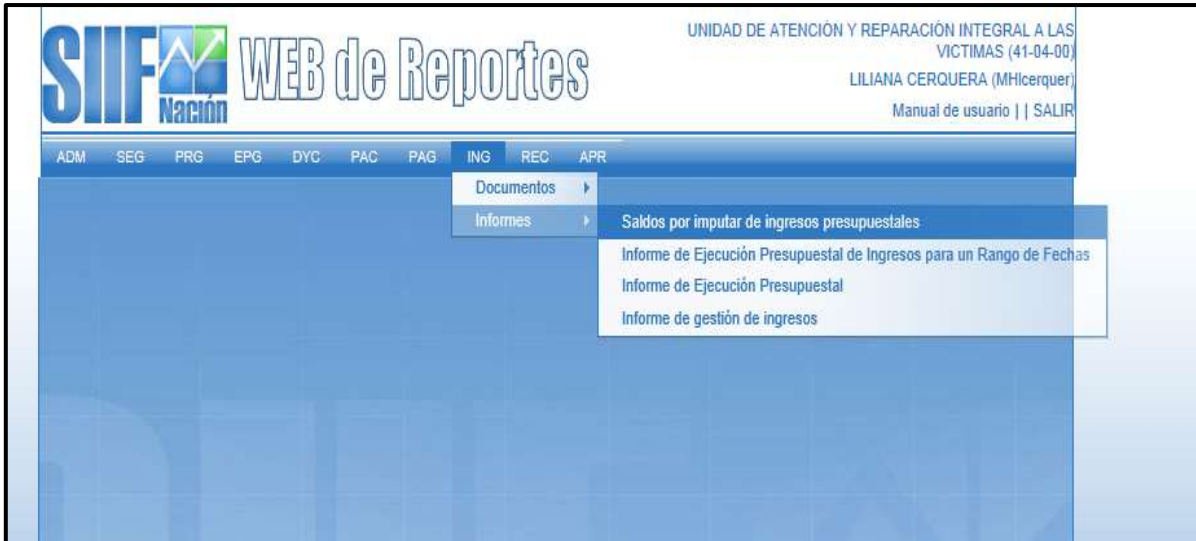 SIIF
Nación
WEB de Reportes
UNIDAD DE ATENCIÓN Y REPARACIÓN INTEGRAL A LAS
VICTIMAS (41-04-00)
LILIANA CERQUERA (MHlcerquer)
Manual de usuario | | SALIR
ADM SEG PRG EPG DYC PAC PAG ING REC APR
Documentos
Informes
Saldos por imputar de ingresos presupuestales
Informe de Ejecución Presupuestal de Ingresos para un Rango de Fechas
Informe de Ejecución Presupuestal
Informe de gestión de ingresos